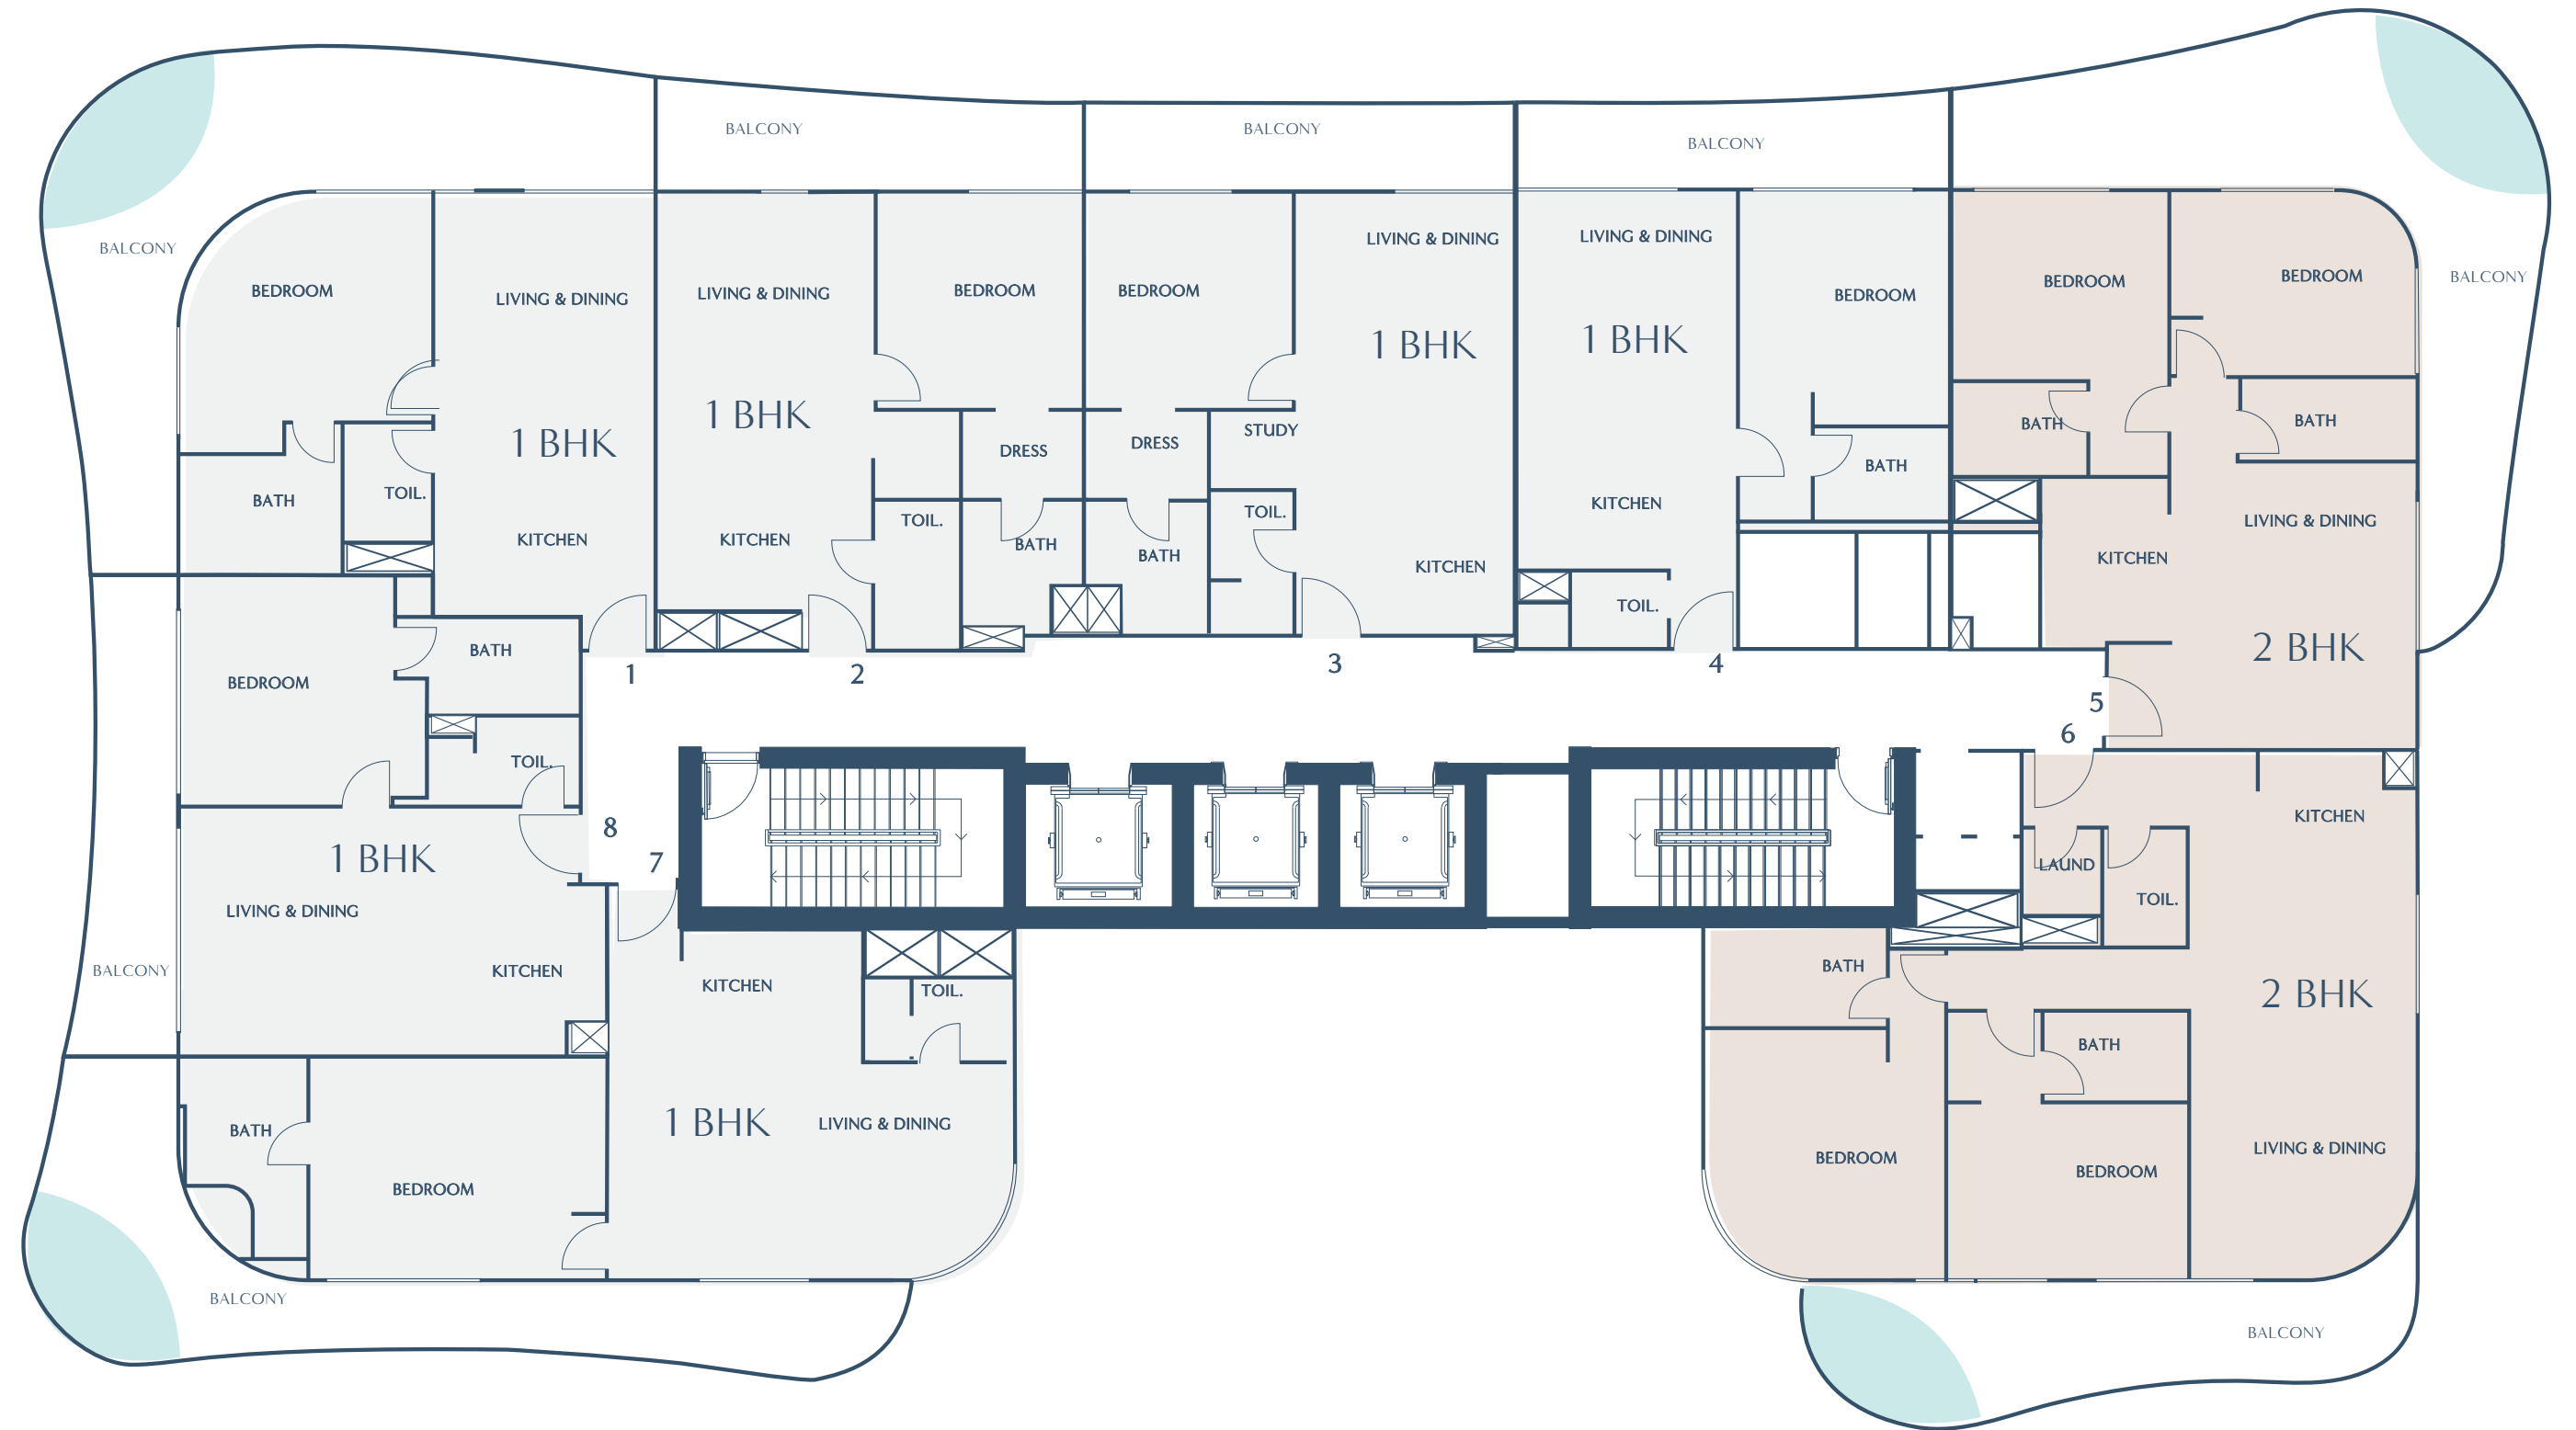 BALCONY
BALCONY
BALCONY
BALCONY
BALCONY
BEDROOM
LIVING & DINING
1 BHK
BATH
TOIL.
KITCHEN
1
LIVING & DINING
BEDROOM
1 BHK
DRESS
KITCHEN
TOIL.
BATH
2
BEDROOM
LIVING & DINING
1 BHK
DRESS
STUDY
TOIL.
BATH
KITCHEN
3
LIVING & DINING
BEDROOM
1 BHK
BATH
KITCHEN
TOIL.
4
BEDROOM
BEDROOM
BATH
BATH
LIVING & DINING
KITCHEN
2 BHK
5
6
BEDROOM
BATH
TOIL.
8
7
1 BHK
LIVING & DINING
KITCHEN
BALCONY
KITCHEN
TOIL.
1 BHK
LIVING & DINING
BATH
BEDROOM
BALCONY
KITCHEN
LAUND
TOIL.
BATH
2 BHK
BATH
LIVING & DINING
BEDROOM
BEDROOM
BALCONY